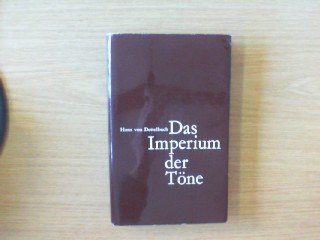 Hans von Dettelbach Das
Imperium
der
Töne